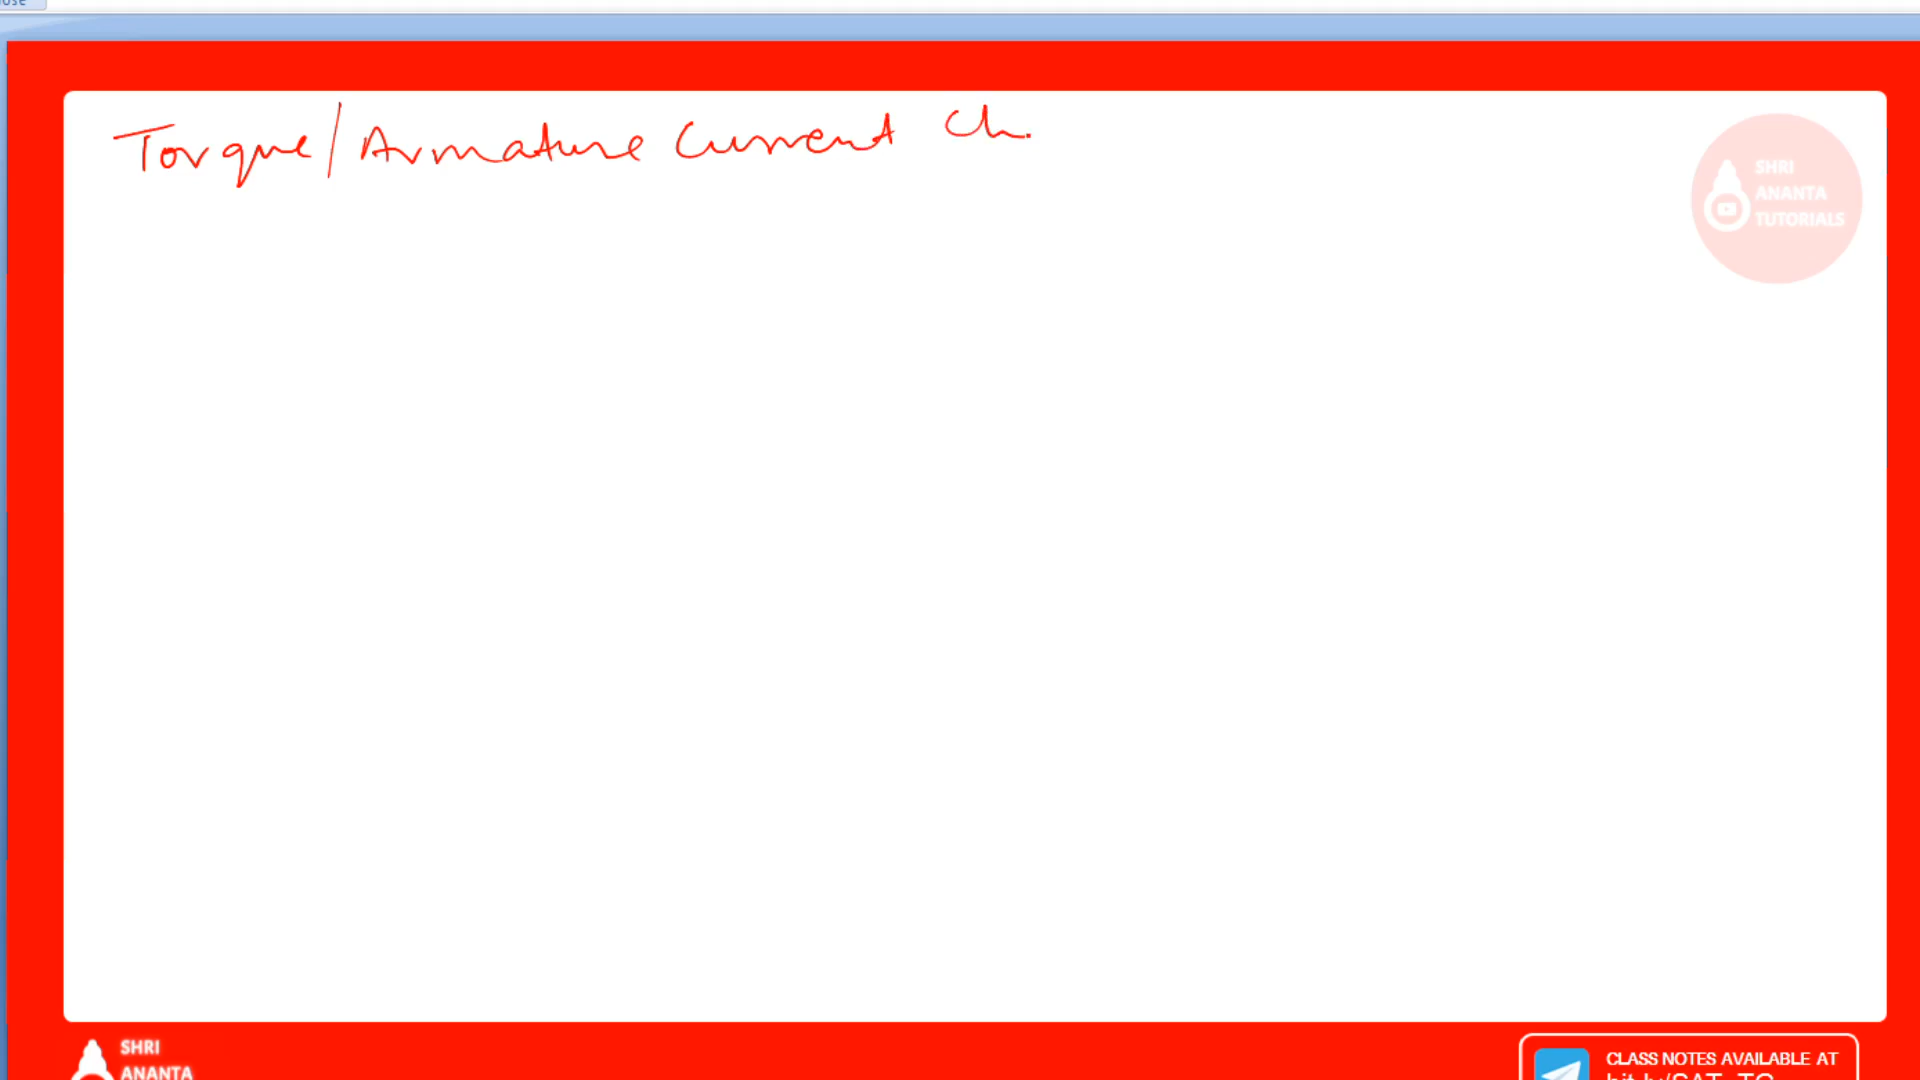 Torque/Armature Current Ch.
SHRI
ANANTA
TUTORIALS
SHRI
ANANTA
CLASS NOTES AVAILABLE AT